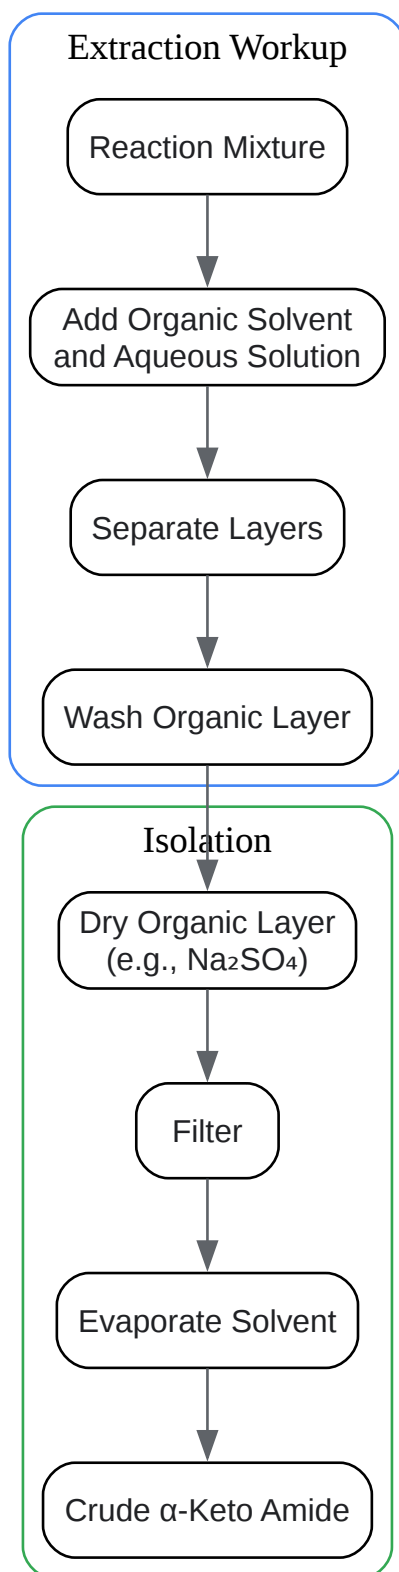 Extraction Workup
Reaction Mixture
Add Organic Solvent
and Aqueous Solution
Separate Layers
Wash Organic Layer
Isolation
Dry Organic Layer
(e.g., Na₂SO₄)
Filter
Evaporate Solvent
Crude α-Keto Amide